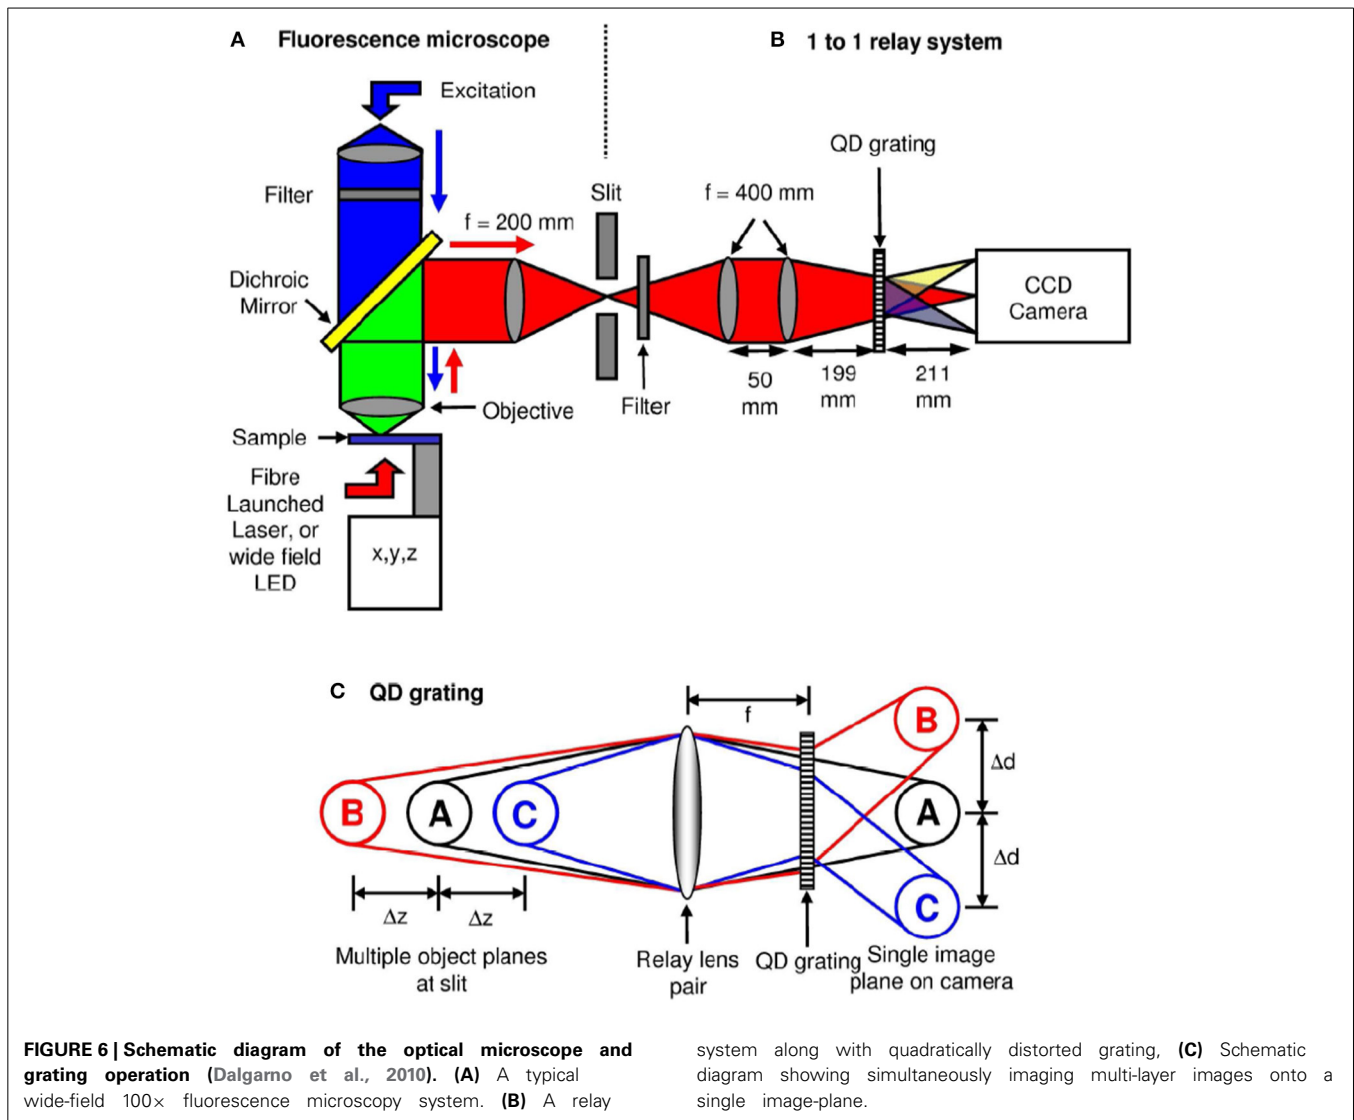 A Fluorescence microscope
B 1 to 1 relay system
Excitation
QD grating
Filter
Slit
f = 400 mm
f = 200 mm
Dichroic
Mirror
CCD
Camera
50
mm
199
mm
211
mm
Objective
Filter
Sample
Fibre
Launched
Laser, or
wide field
LED
x,y,z
C QD grating
f
B
A
C
B
A
C
Δd
Δd
Δz
Δz
Multiple object planes
at slit
Relay lens
pair
QD grating
Single image
plane on camera
FIGURE 6 | Schematic diagram of the optical microscope and
grating operation (Dalgarno et al., 2010). (A) A typical
wide-field 100× fluorescence microscopy system. (B) A relay
system along with quadratically distorted grating, (C) Schematic
diagram showing simultaneously imaging multi-layer images onto a
single image-plane.